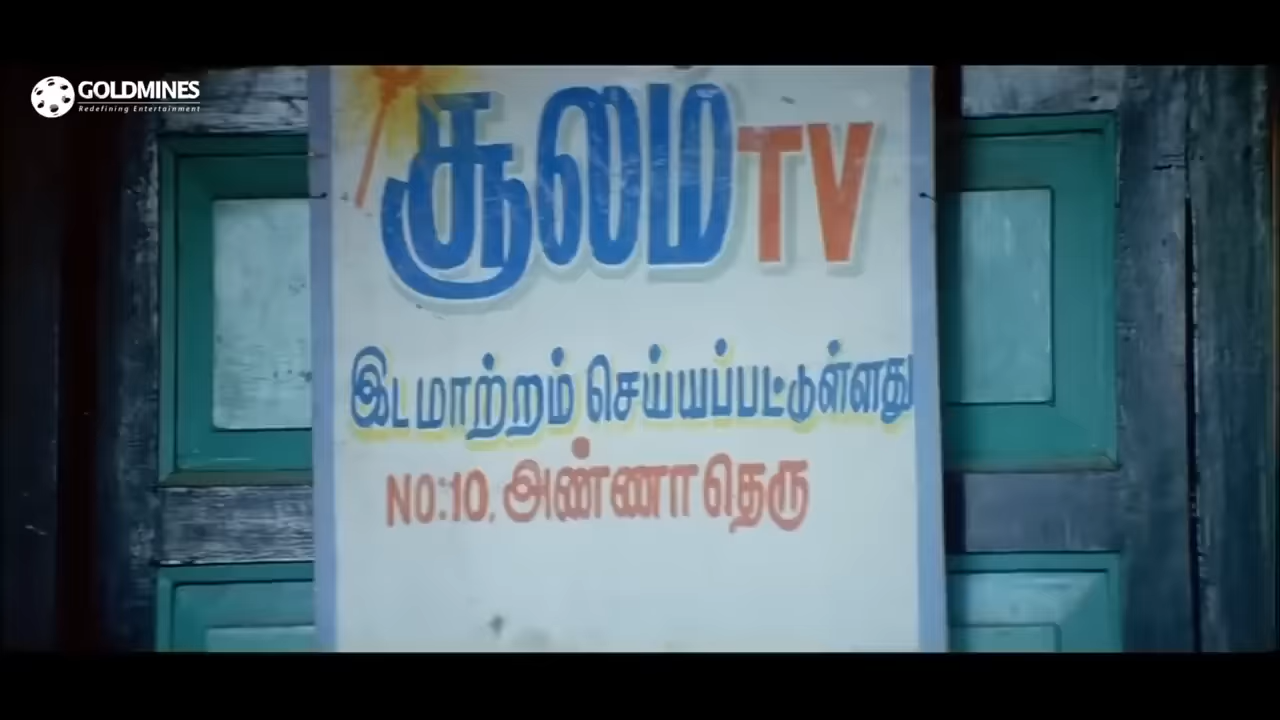 GOLDMINES
Redefining Entertainment
சூலம் TV
இடமாற்றம் செய்யப்பட்டுள்ளது
NO:10, அண்ணா தெரு